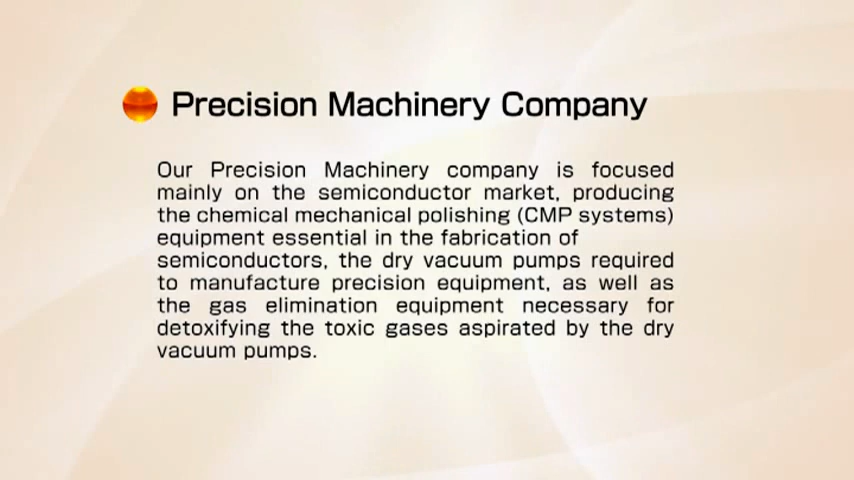 Precision Machinery Company
Our Precision Machinery company is focused
mainly on the semiconductor market, producing
the chemical mechanical polishing (CMP systems)
equipment essential in the fabrication of
semiconductors, the dry vacuum pumps required
to manufacture precision equipment, as well as
the gas elimination equipment necessary for
detoxifying the toxic gases aspirated by the dry
vacuum pumps.